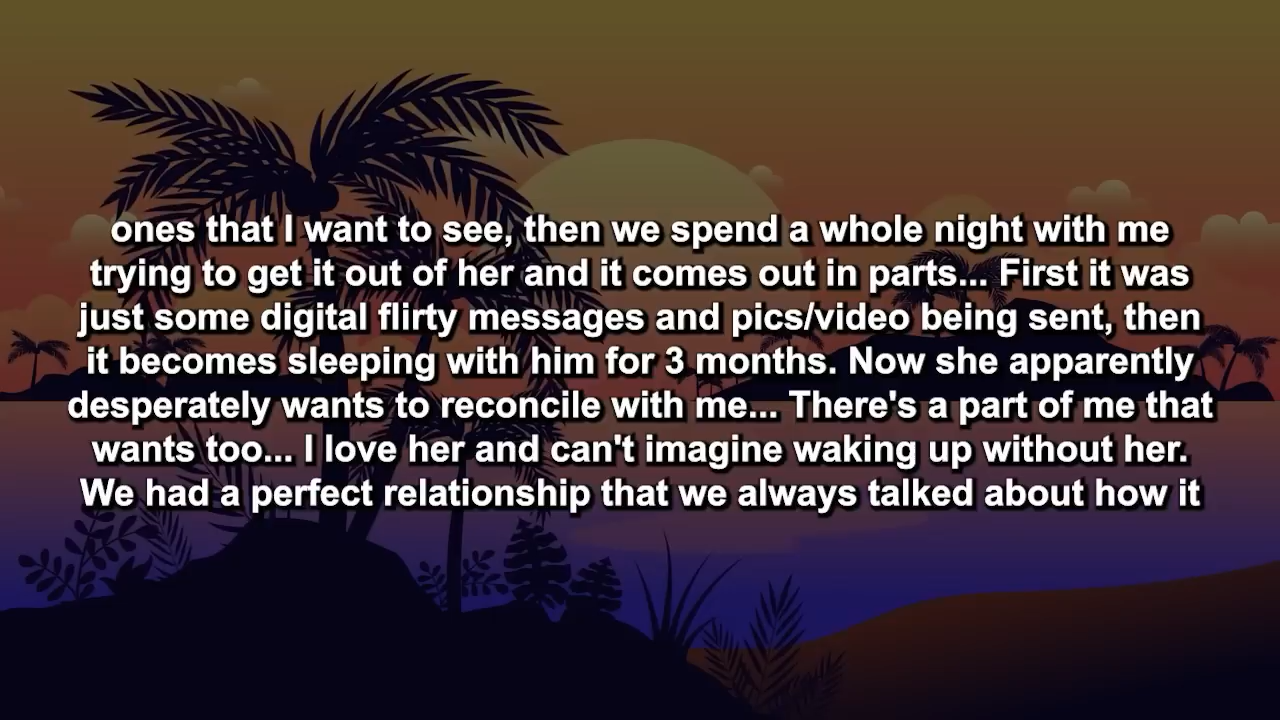 ones that I want to see, then we spend a whole night with me
trying to get it out of her and it comes out in parts... First it was
just some digital flirty messages and pics/video being sent, then
it becomes sleeping with him for 3 months. Now she apparently
desperately wants to reconcile with me... There's a part of me that
wants too... I love her and can't imagine waking up without her.
We had a perfect relationship that we always talked about how it